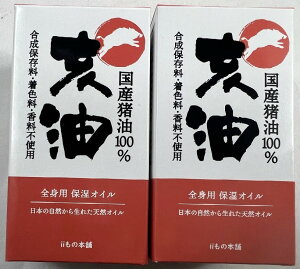 国産猪油100%
亥油
合成保存料・着色料・香料不使用
全身用 保湿オイル
日本の自然から生れた天然オイル
iiもの本舗
国産猪油100%
亥油
合成保存料・着色料・香料不使用
全身用 保湿オイル
日本の自然から生れた天然オイル
iiもの本舗